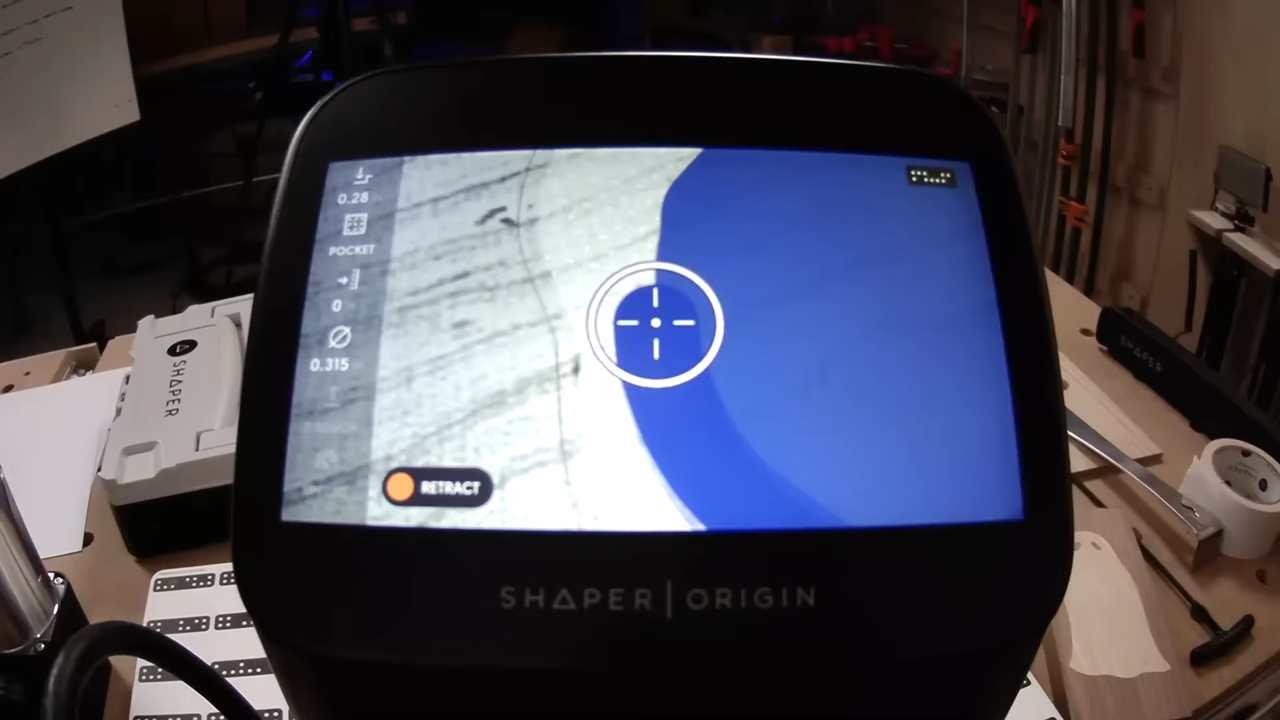 0.28
POCKET
0
0.315
RETRACT
SHAPER | ORIGIN
SHAPER
SHAPER